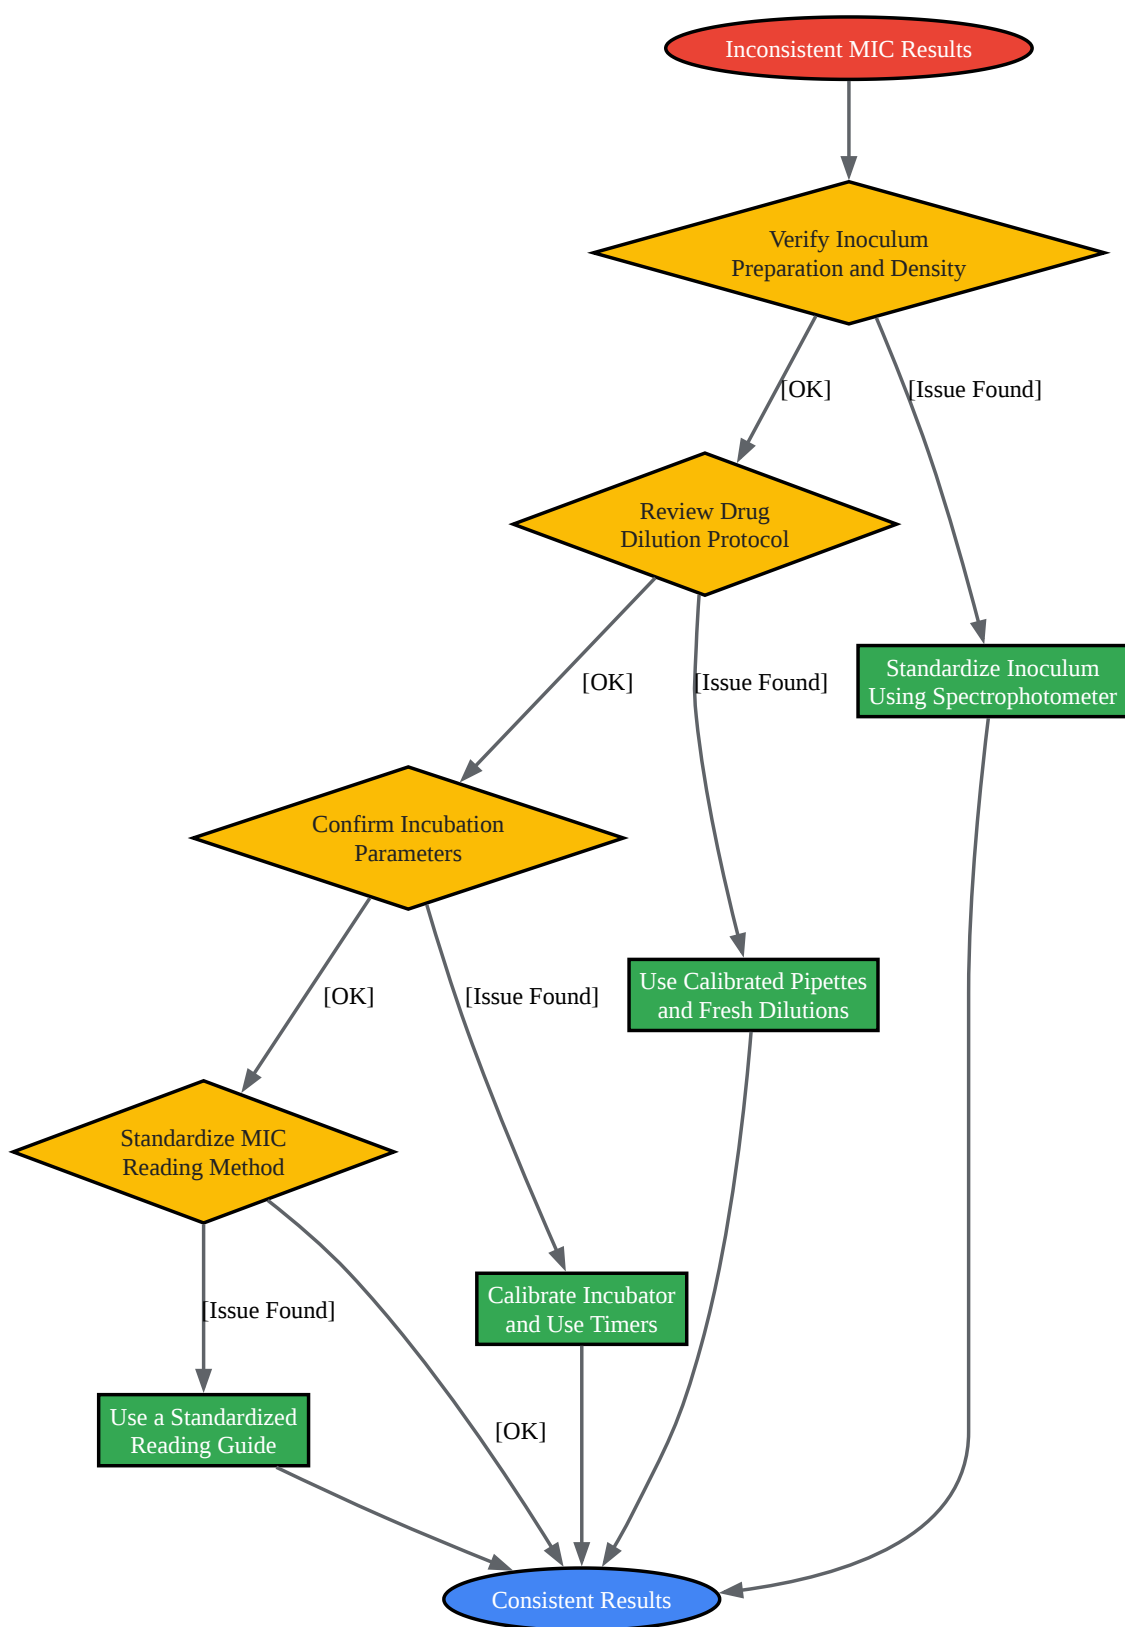 Inconsistent MIC Results
Verify Inoculum
Preparation and Density
[OK]
[Issue Found]
Review Drug
Dilution Protocol
Standardize Inoculum
Using Spectrophotometer
[OK]
[Issue Found]
Confirm Incubation
Parameters
Use Calibrated Pipettes
and Fresh Dilutions
[OK]
[Issue Found]
Standardize MIC
Reading Method
Calibrate Incubator
and Use Timers
[Issue Found]
Use a Standardized
Reading Guide
[OK]
Consistent Results